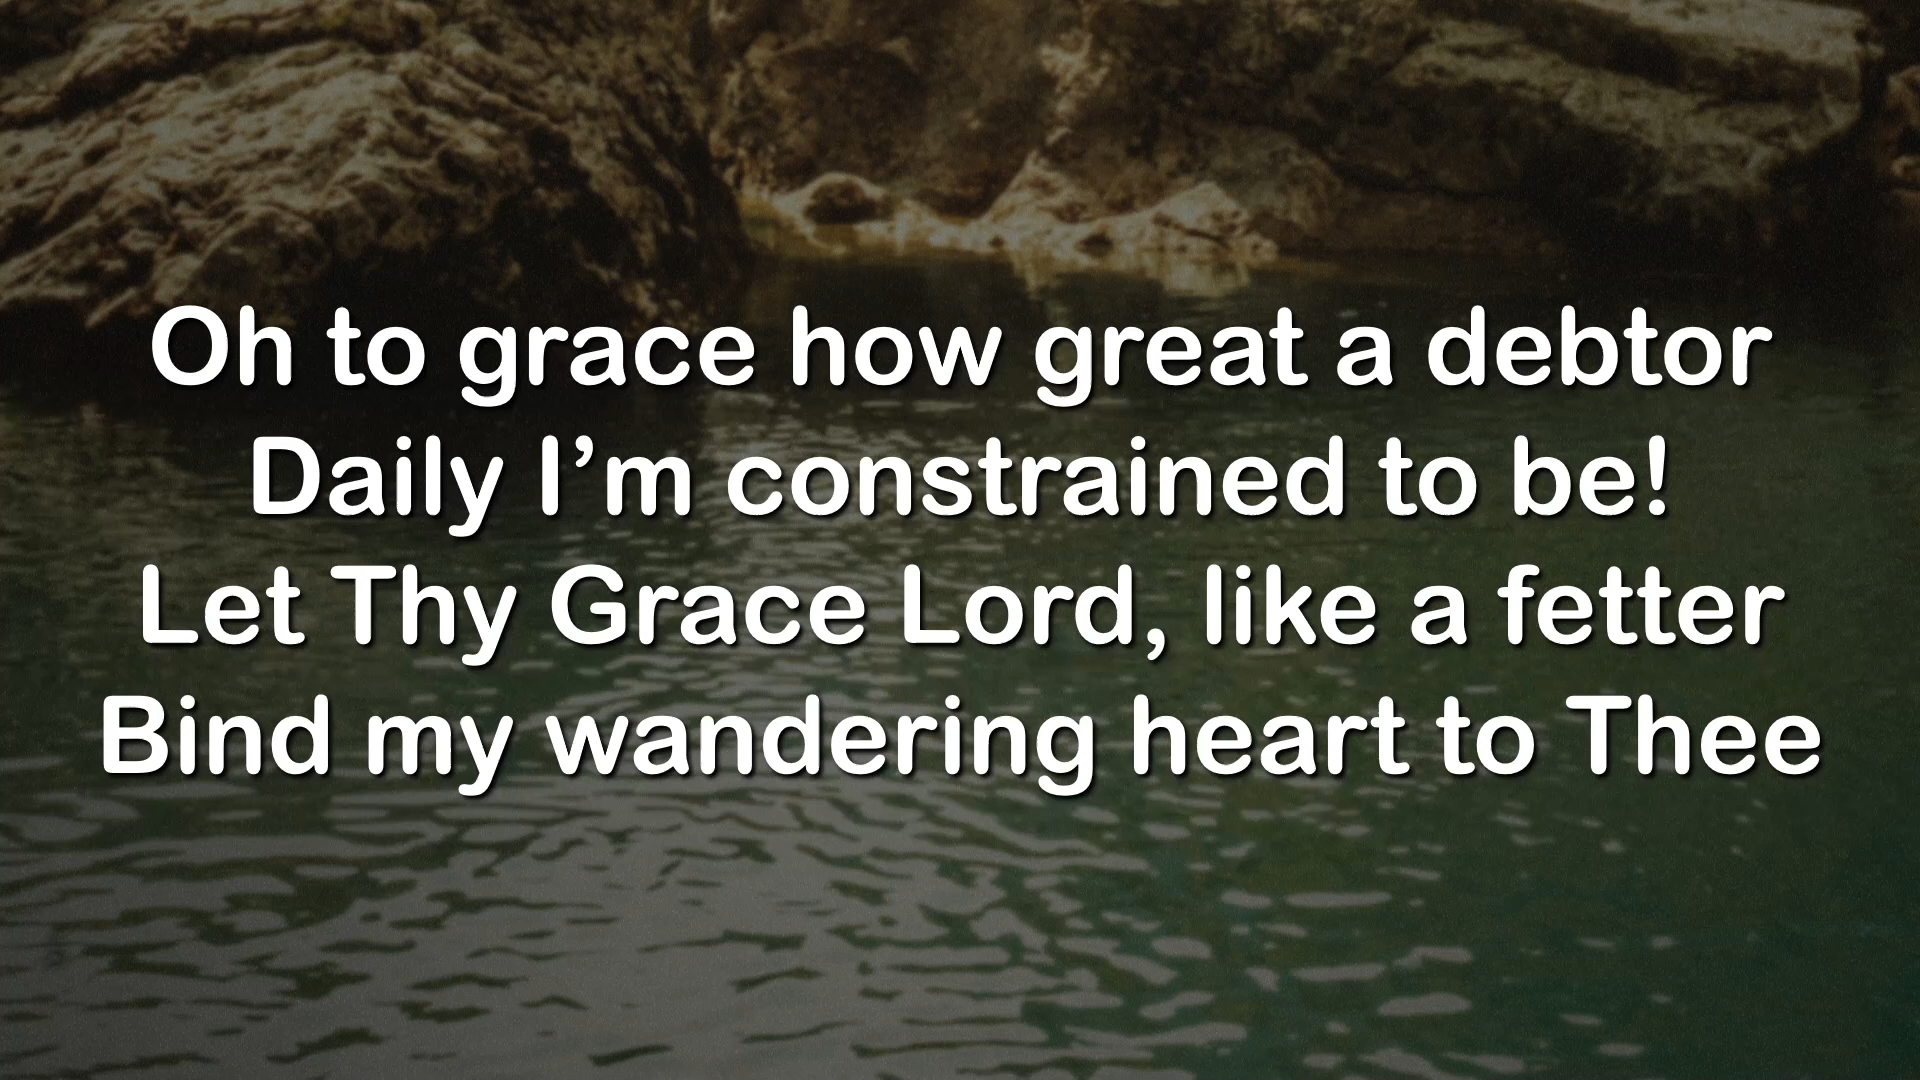 Oh to grace how great a debtor
Daily I’m constrained to be!
Let Thy Grace Lord, like a fetter
Bind my wandering heart to Thee